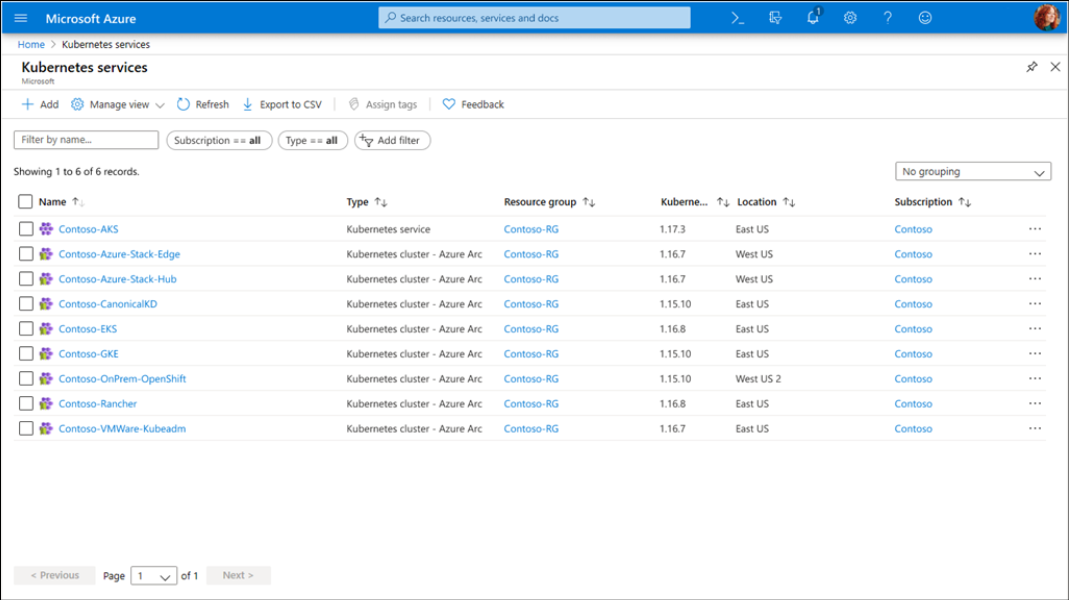 Microsoft Azure Search resources, services and docs 1 ?
Home > Kubernetes services
Kubernetes services
Microsoft
Add Manage view Refresh Export to CSV Assign tags Feedback
Filter by name... Subscription == all Type == all Add filter
Showing 1 to 6 of 6 records. No grouping
Name Type Resource group Kuberne... Location Subscription
Contoso-AKS Kubernetes service Contoso-RG 1.17.3 East US Contoso ...
Contoso-Azure-Stack-Edge Kubernetes cluster - Azure Arc Contoso-RG 1.16.7 West US Contoso ...
Contoso-Azure-Stack-Hub Kubernetes cluster - Azure Arc Contoso-RG 1.16.7 West US Contoso ...
Contoso-CanonicalKD Kubernetes cluster - Azure Arc Contoso-RG 1.15.10 East US Contoso ...
Contoso-EKS Kubernetes cluster - Azure Arc Contoso-RG 1.16.8 East US Contoso ...
Contoso-GKE Kubernetes cluster - Azure Arc Contoso-RG 1.15.10 East US Contoso ...
Contoso-OnPrem-OpenShift Kubernetes cluster - Azure Arc Contoso-RG 1.15.10 West US 2 Contoso ...
Contoso-Rancher Kubernetes cluster - Azure Arc Contoso-RG 1.16.8 East US Contoso ...
Contoso-VMWare-Kubeadm Kubernetes cluster - Azure Arc Contoso-RG 1.16.7 East US Contoso ...
< Previous Page 1 of 1 Next >